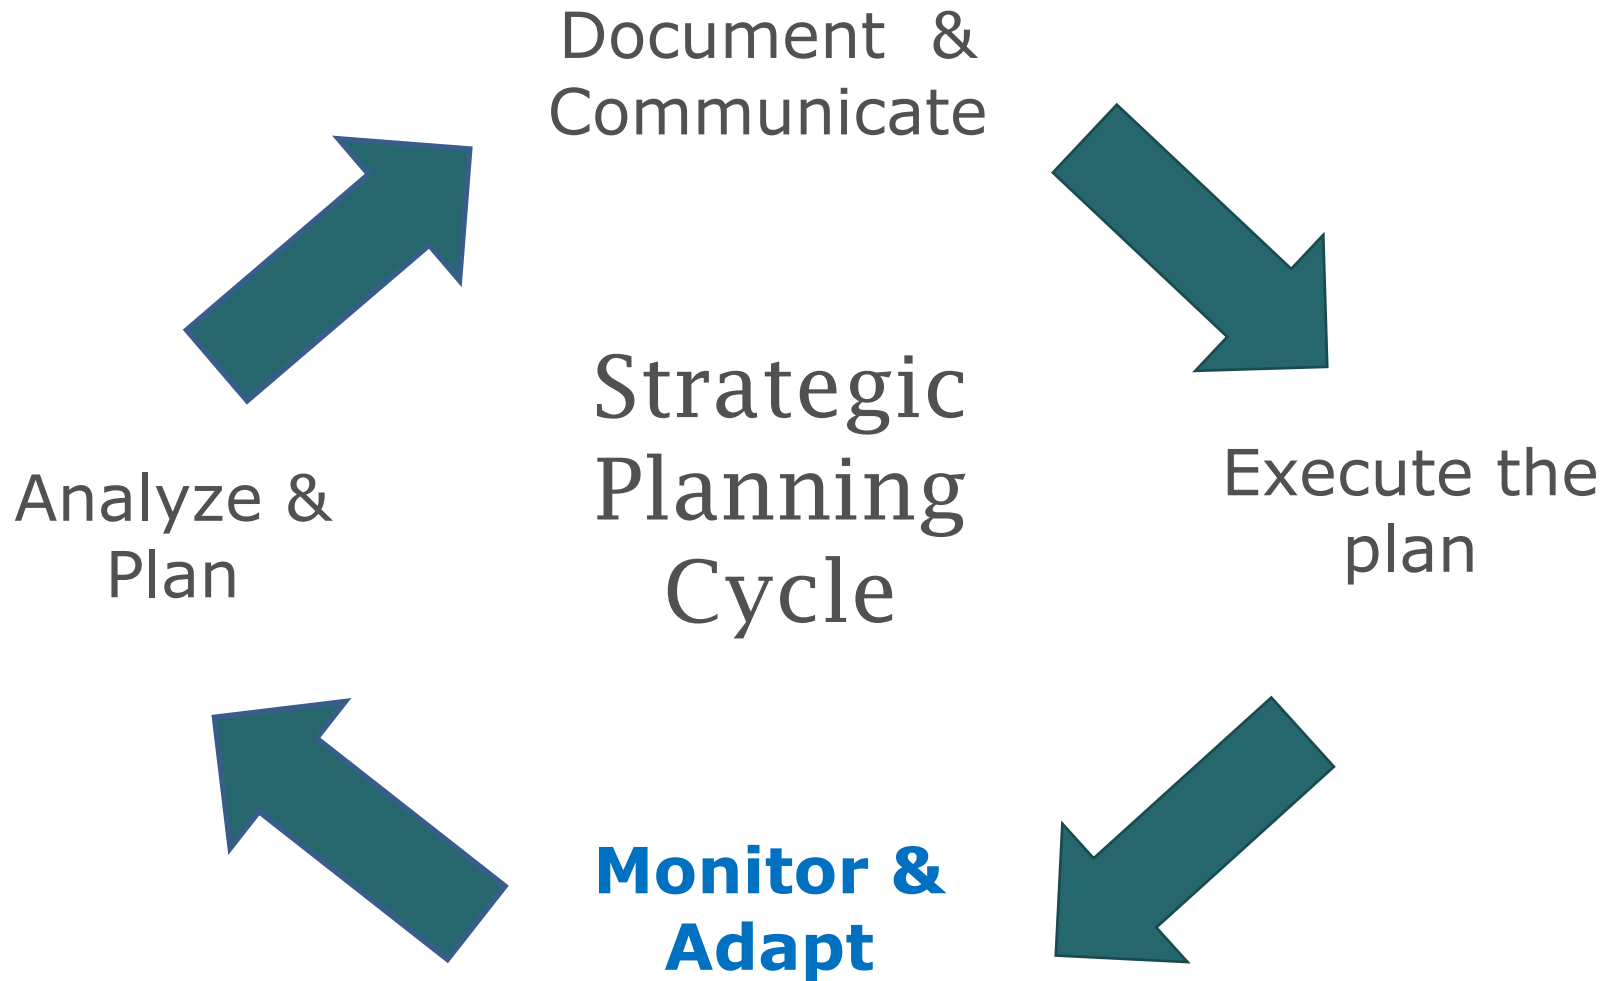 Document  &
Communicate
Strategic
Planning
Cycle
Analyze &
Plan
Execute the
plan
Monitor &
Adapt